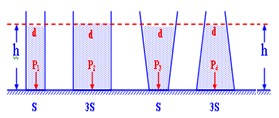 d d d d
h h
P₁ P₂ P₃ P₄
S 3S S 3S